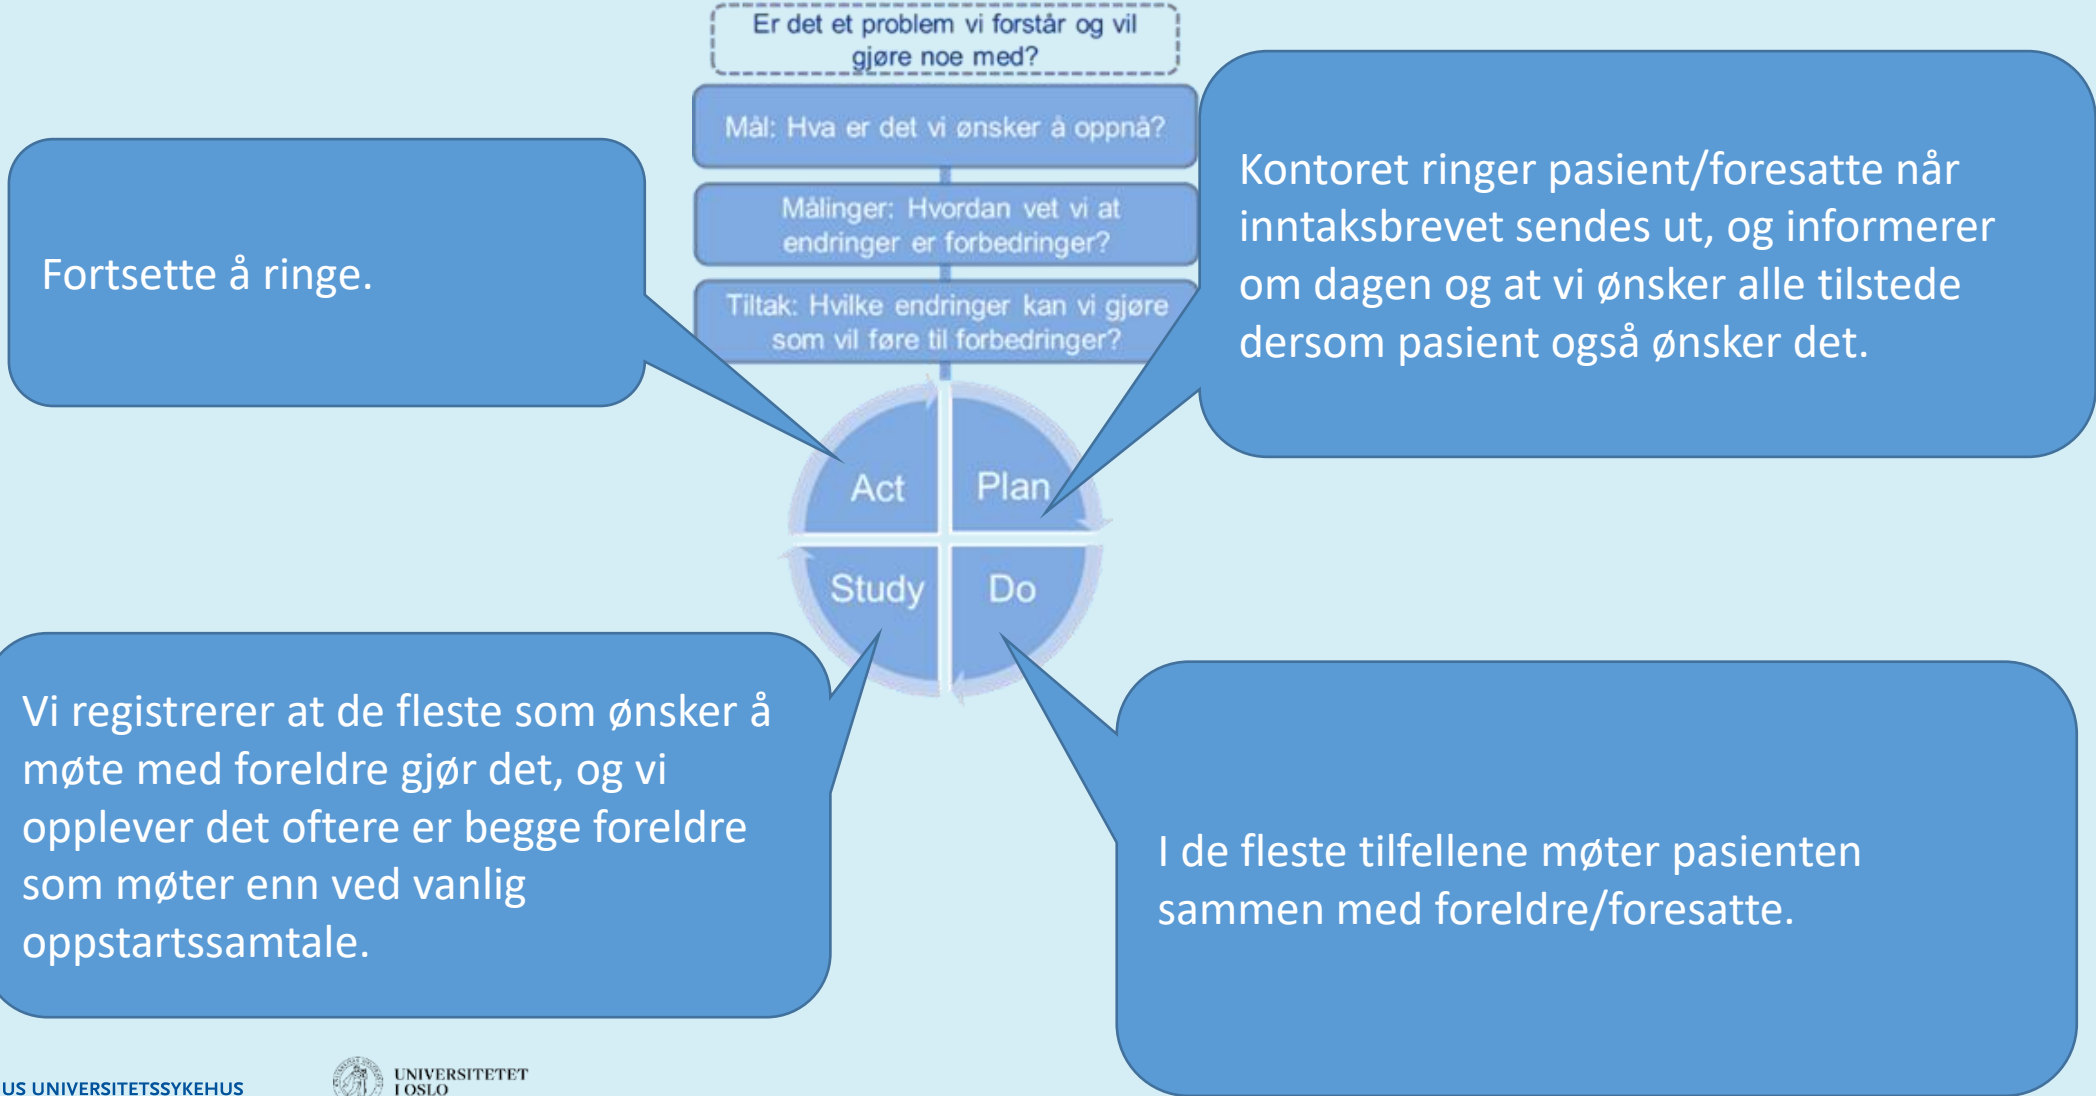 Er det et problem vi forstår og vil
gjøre noe med?
Mål: Hva er det vi ønsker å oppnå?
Målinger: Hvordan vet vi at
endringer er forbedringer?
Tiltak: Hvilke endringer kan vi gjøre
som vil føre til forbedringer?
Fortsette å ringe.
Kontoret ringer pasient/foresatte når
inntaksbrevet sendes ut, og informerer
om dagen og at vi ønsker alle tilstede
dersom pasient også ønsker det.
Act
Plan
Study
Do
Vi registrerer at de fleste som ønsker å
møte med foreldre gjør det, og vi
opplever det oftere er begge foreldre
som møter enn ved vanlig
oppstartssamtale.
I de fleste tilfellene møter pasienten
sammen med foreldre/foresatte.
US UNIVERSITETSSYKEHUS
UNIVERSITETET
I OSLO